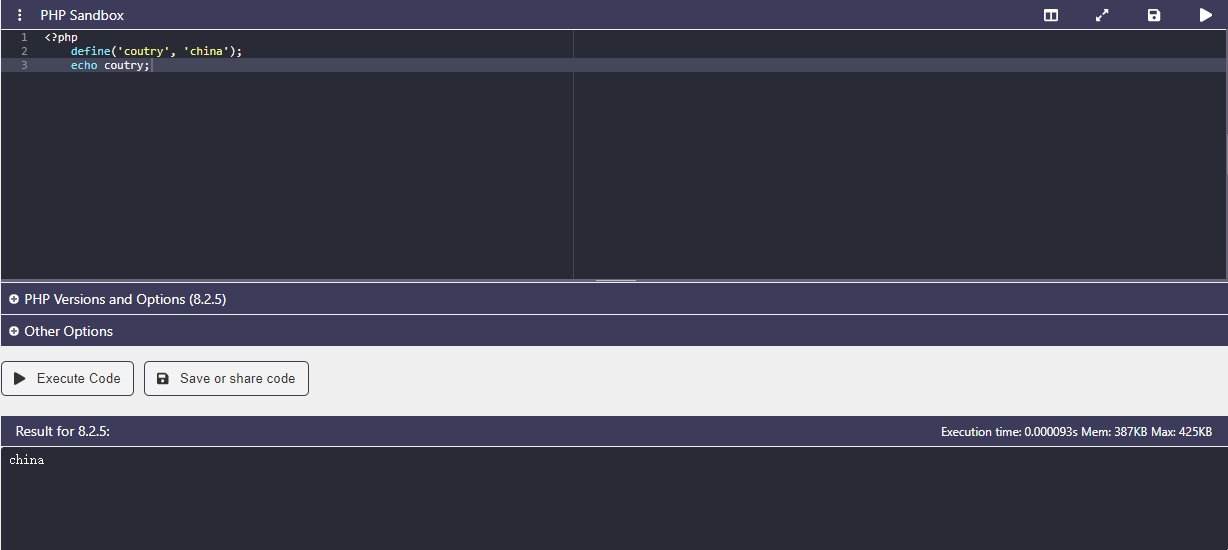 PHP Sandbox
1 <?php
2     define('coutry', 'china');
3     echo coutry;
PHP Versions and Options (8.2.5)
Other Options
Execute Code Save or share code
Result for 8.2.5: Execution time: 0.000093s Mem: 387KB Max: 425KB
china